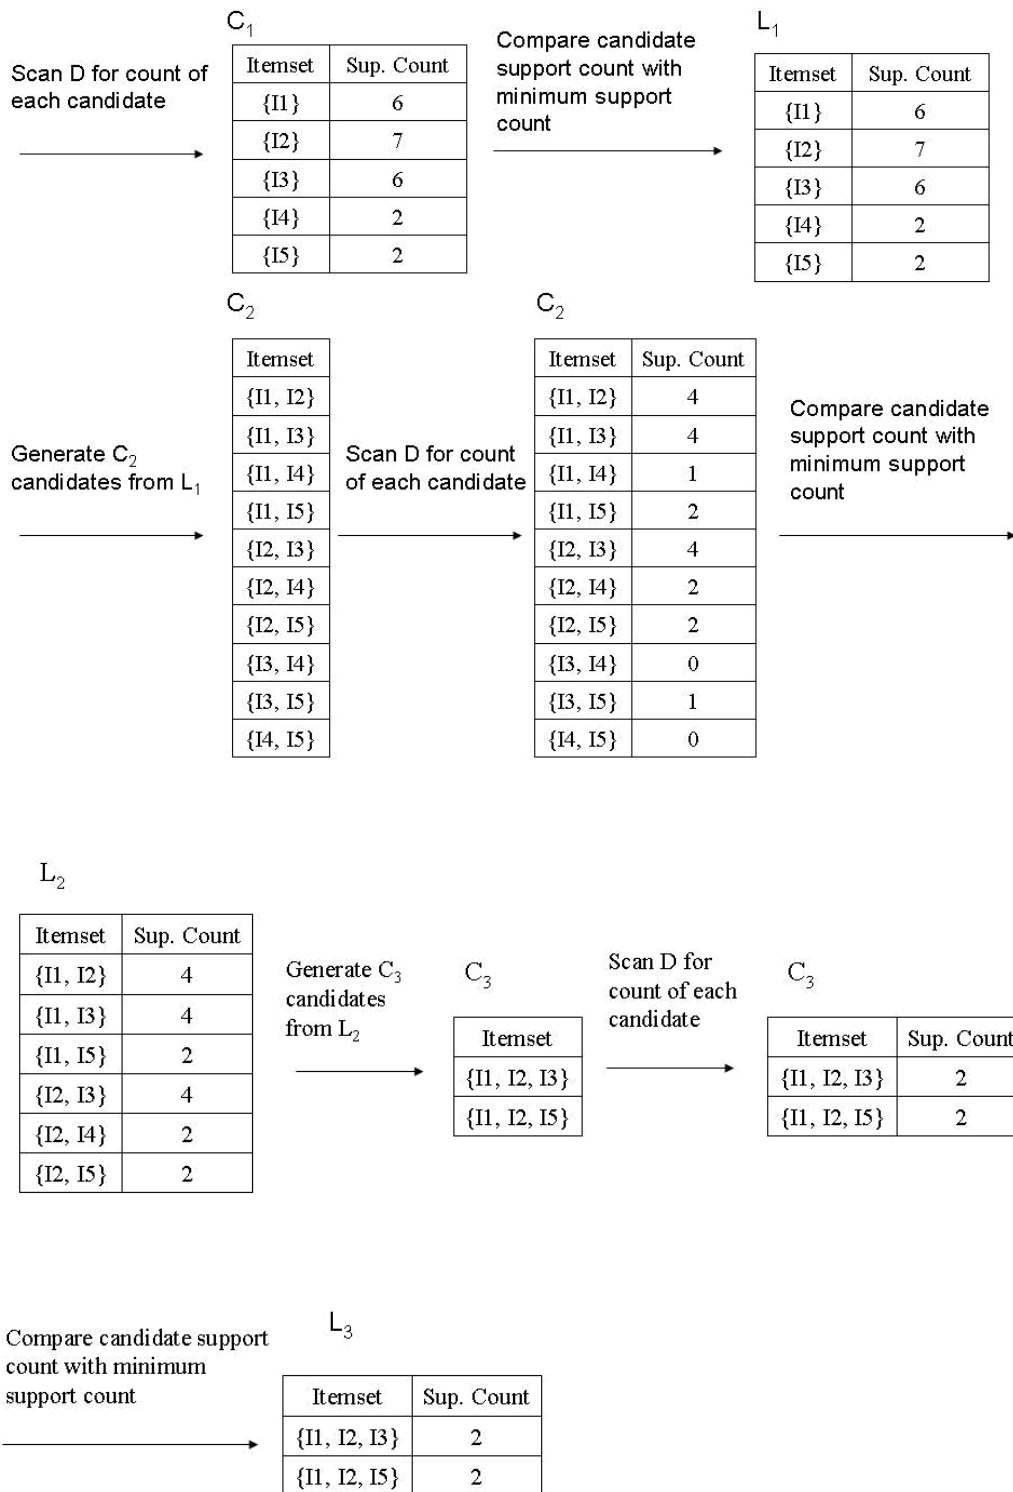 C1
Scan D for count of
each candidate
Itemset Sup. Count
{I1} 6
{I2} 7
{I3} 6
{I4} 2
{I5} 2
Compare candidate
support count with
minimum support
count
L1
Itemset Sup. Count
{I1} 6
{I2} 7
{I3} 6
{I4} 2
{I5} 2
Generate C2
candidates from L1
C2
Itemset
{I1, I2}
{I1, I3}
{I1, I4}
{I1, I5}
{I2, I3}
{I2, I4}
{I2, I5}
{I3, I4}
{I3, I5}
{I4, I5}
Scan D for count
of each candidate
C2
Itemset Sup. Count
{I1, I2} 4
{I1, I3} 4
{I1, I4} 1
{I1, I5} 2
{I2, I3} 4
{I2, I4} 2
{I2, I5} 2
{I3, I4} 0
{I3, I5} 1
{I4, I5} 0
Compare candidate
support count with
minimum support
count
L2
Itemset Sup. Count
{I1, I2} 4
{I1, I3} 4
{I1, I5} 2
{I2, I3} 4
{I2, I4} 2
{I2, I5} 2
Generate C3
candidates
from L2
C3
Itemset
{I1, I2, I3}
{I1, I2, I5}
Scan D for
count of each
candidate
C3
Itemset Sup. Count
{I1, I2, I3} 2
{I1, I2, I5} 2
Compare candidate support
count with minimum
support count
L3
Itemset Sup. Count
{I1, I2, I3} 2
{I1, I2, I5} 2